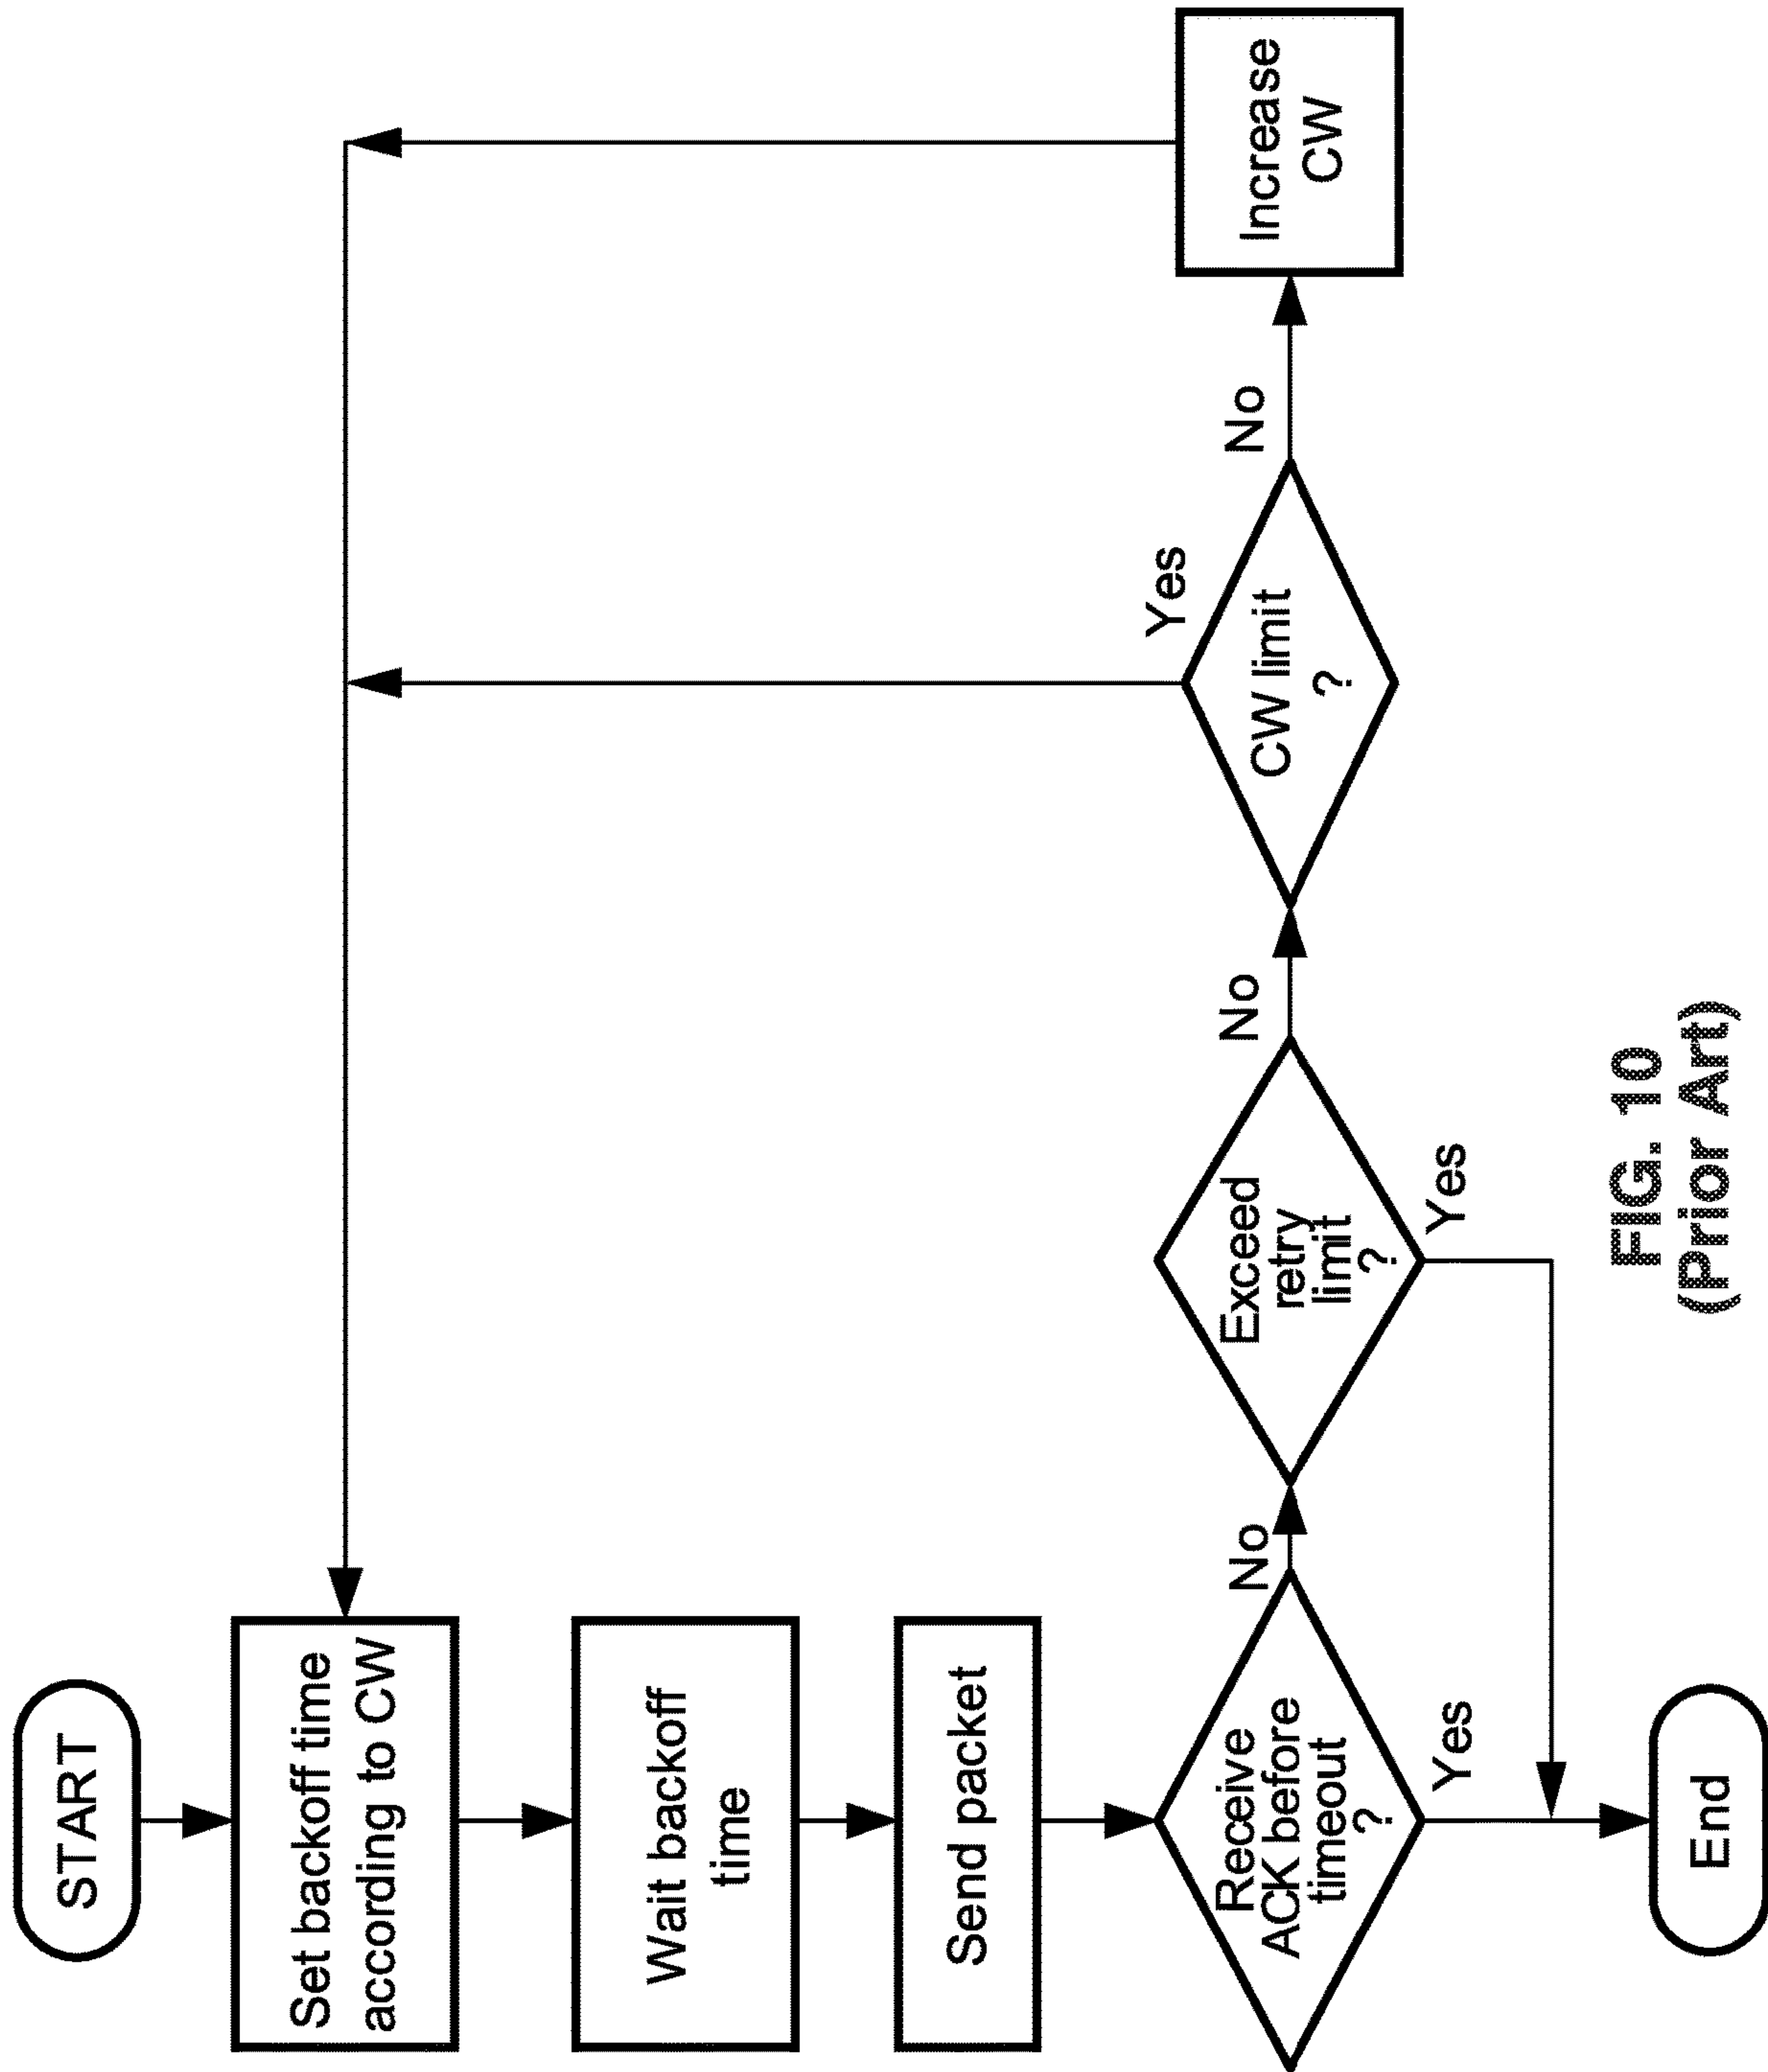 START
Set backoff time
according to CW
Wait backoff
time
Send packet
Receive
ACK before
timeout
?
No
Yes
Exceed
retry
limit
?
No
Yes
CW limit
?
Yes
No
Increase
CW
End
FIG. 10
(Prior Art)